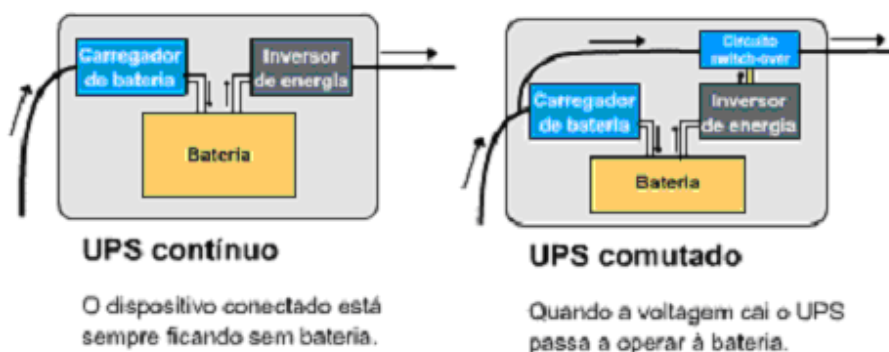 Carregador
de bateria
Inversor
de energia
Bateria
UPS contínuo
O dispositivo conectado está
sempre ficando sem bateria.
Circuito
switch-over
Carregador
de bateria
Inversor
de energia
Bateria
UPS comutado
Quando a voltagem cai o UPS
passa a operar à bateria.